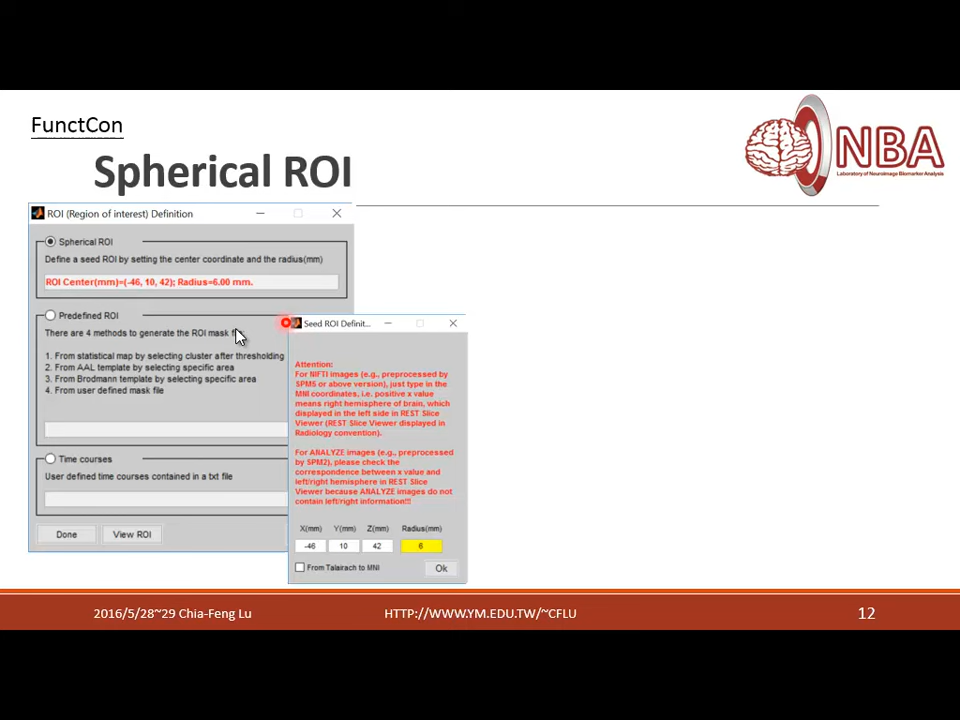 FunctCon
Spherical ROI
NBA
Laboratory of Neuroimage Biomarker Analysis
ROI (Region of interest) Definition
Spherical ROI
Define a seed ROI by setting the center coordinate and the radius(mm)
ROI Center(mm)=(-46, 10, 42); Radius=6.00 mm.
Predefined ROI
There are 4 methods to generate the ROI mask
1. From statistical map by selecting cluster after thresholding
2. From AAL template by selecting specific area
3. From Brodmann template by selecting specific area
4. From user defined mask file
Time courses
User defined time courses contained in a txt file
Done
View ROI
Seed ROI Definit...
Attention:
For NIFTI images (e.g., preprocessed by
SPM5 or above version), just type in the
MNI coordinates, i.e. positive x value
means right hemisphere of brain, which
displayed in the left side in REST Slice
Viewer (REST Slice Viewer displayed in
Radiology convention).
For ANALYZE images (e.g., preprocessed
by SPM2), please check the
correspondence between x value and
left/right hemisphere in REST Slice
Viewer because ANALYZE images do not
contain left/right information!!!
X(mm) Y(mm) Z(mm) Radius(mm)
-46 10 42 6
From Talairach to MNI
Ok
2016/5/28~29 Chia-Feng Lu
HTTP://WWW.YM.EDU.TW/~CFLU
12